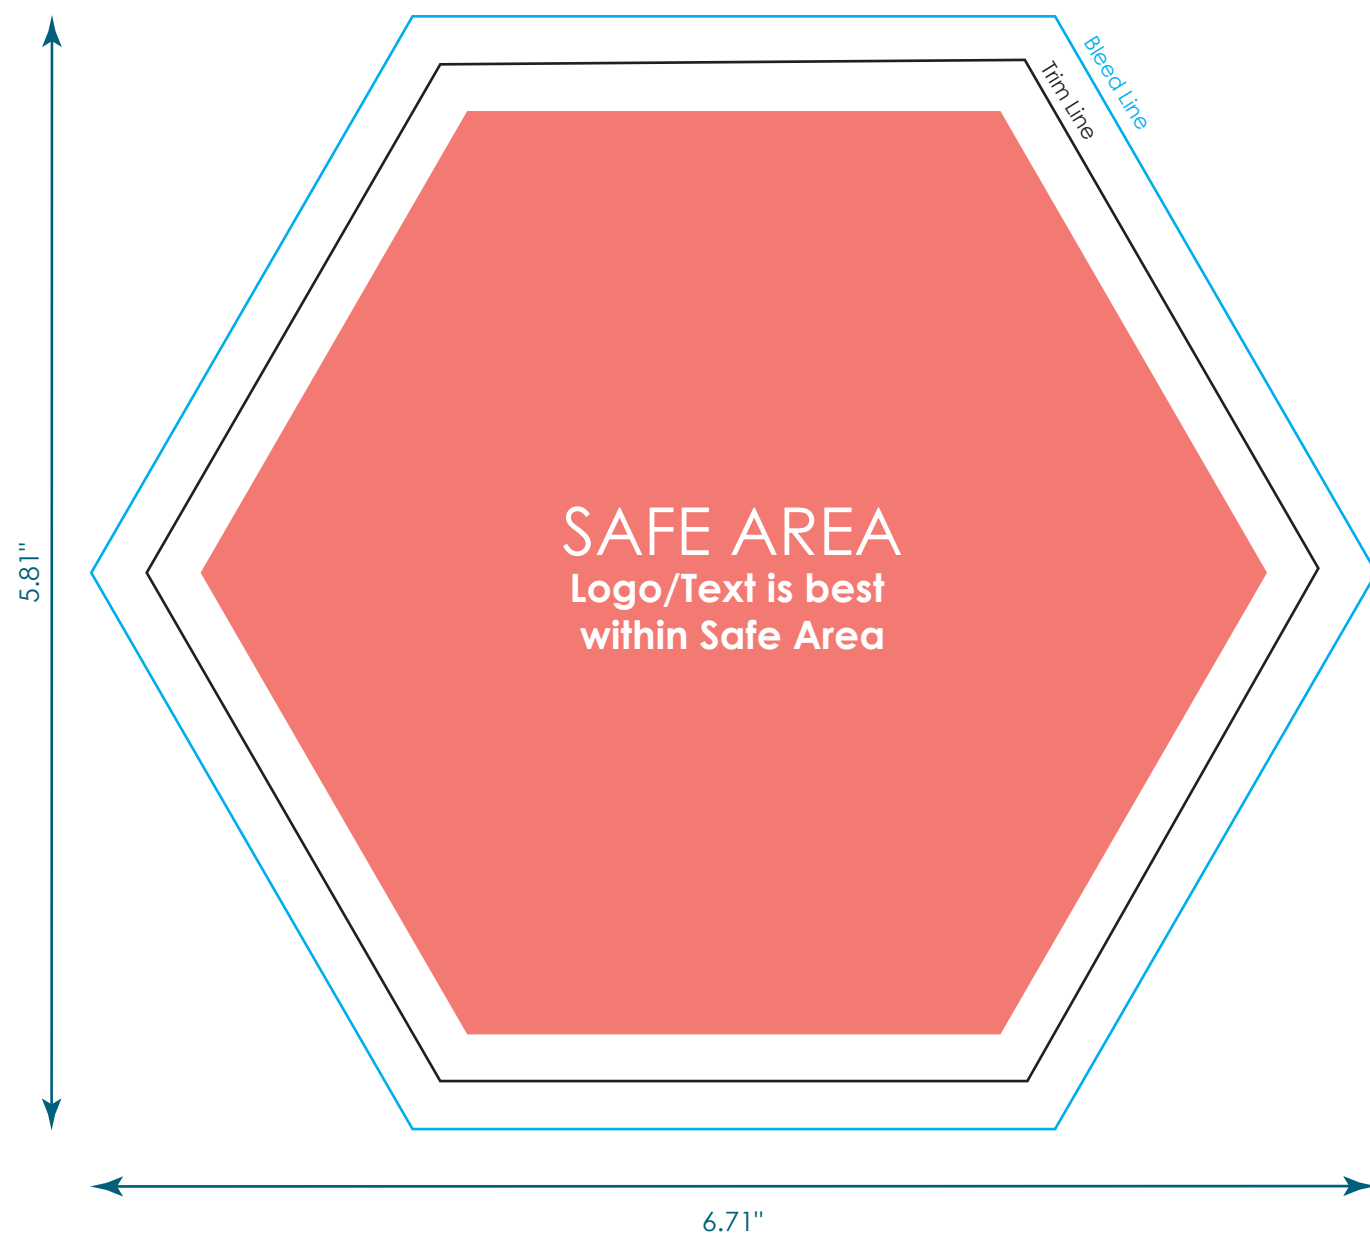 Bleed Line
Trim Line
SAFE AREA
Logo/Text is best
within Safe Area
5.81"
6.71"